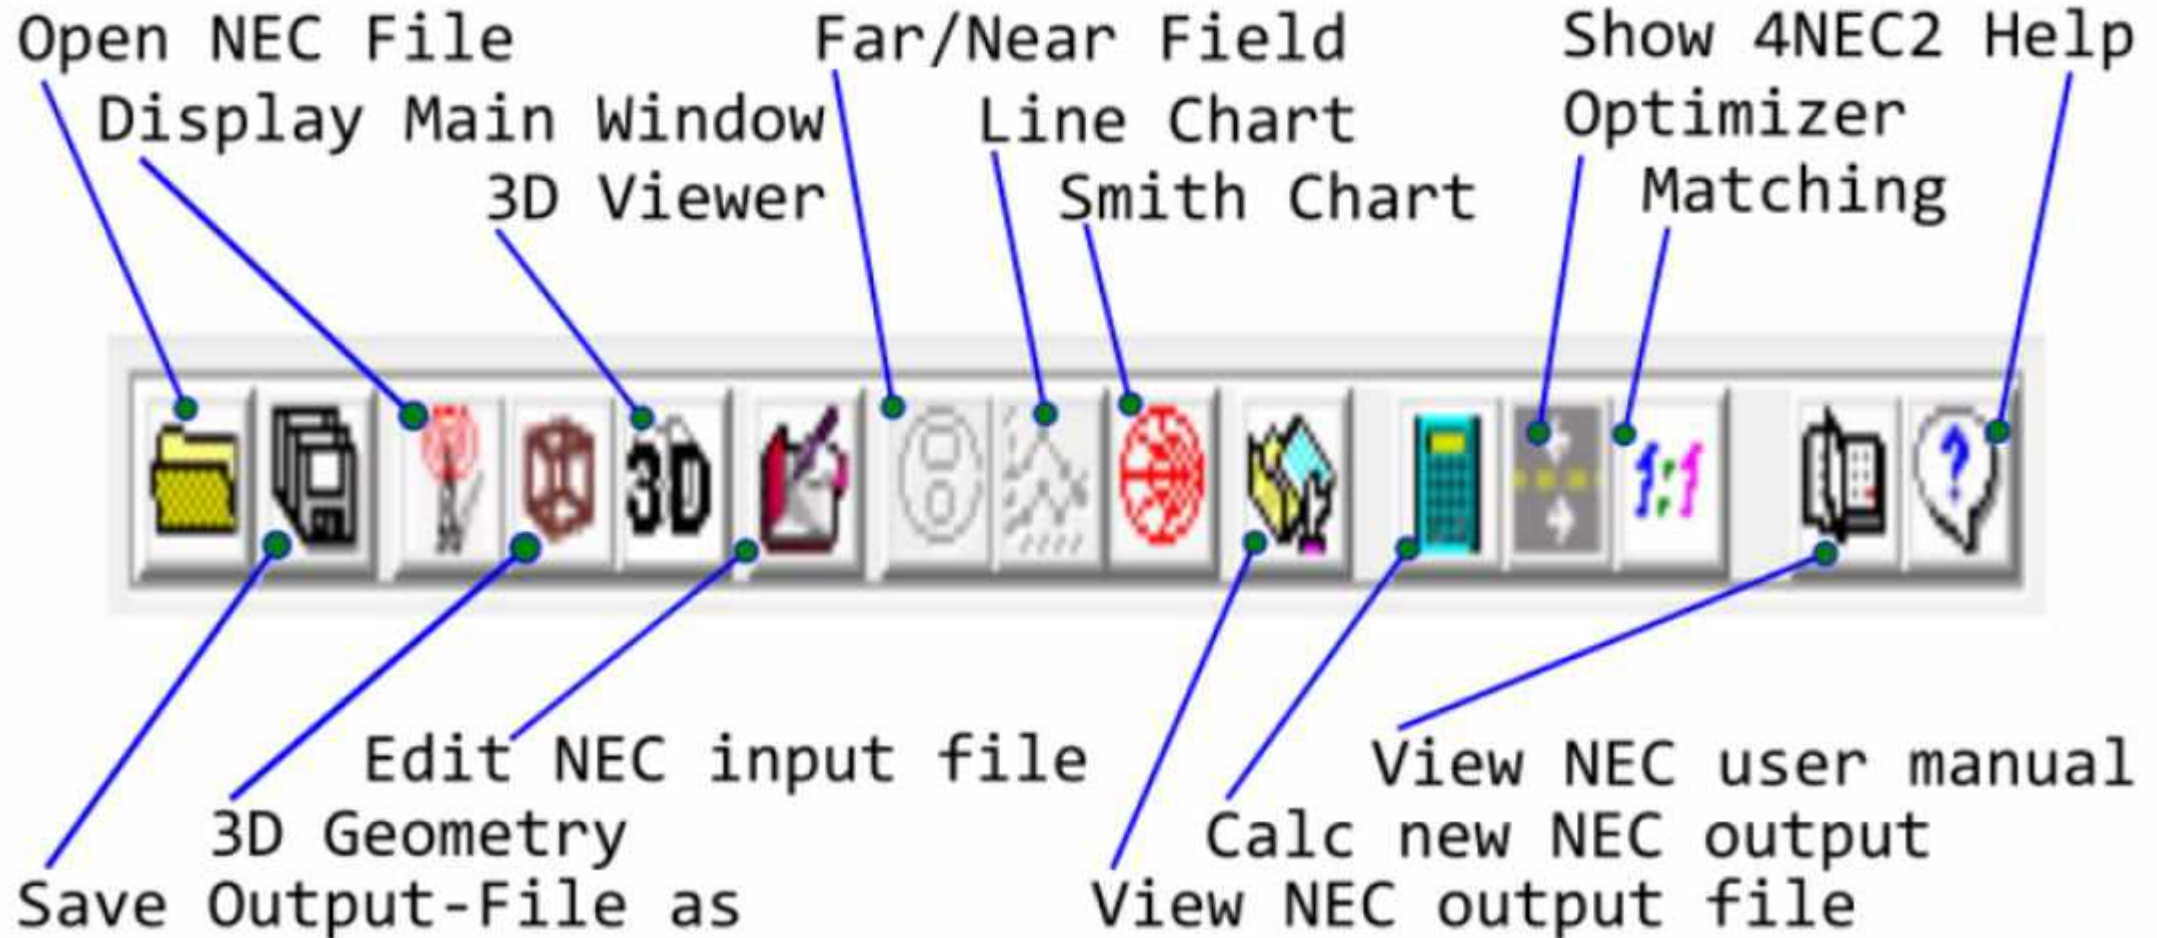 Open NEC File
Far/Near Field
Show 4NEC2 Help
Display Main Window
Line Chart
Optimizer
3D Viewer
Smith Chart
Matching
3D
1:1
?
Edit NEC input file
View NEC user manual
3D Geometry
Calc new NEC output
Save Output-File as
View NEC output file